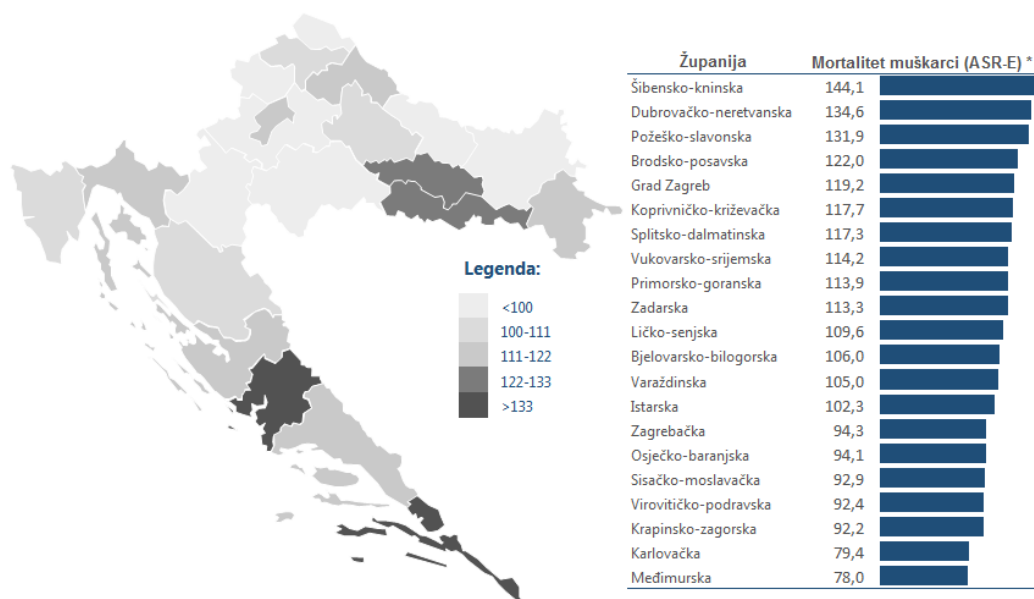 Županija Mortalitet muškarci (ASR-E) *
Šibensko-kninska 144,1
Dubrovačko-neretvanska 134,6
Požeško-slavonska 131,9
Brodsko-posavska 122,0
Grad Zagreb 119,2
Koprivničko-križevačka 117,7
Splitsko-dalmatinska 117,3
Vukovarsko-srijemska 114,2
Primorsko-goranska 113,9
Zadarska 113,3
Ličko-senjska 109,6
Bjelovarsko-bilogorska 106,0
Varaždinska 105,0
Istarska 102,3
Zagrebačka 94,3
Osječko-baranjska 94,1
Sisačko-moslavačka 92,9
Virovitičko-podravska 92,4
Krapinsko-zagorska 92,2
Karlovačka 79,4
Međimurska 78,0
Legenda:
<100
100-111
111-122
122-133
>133